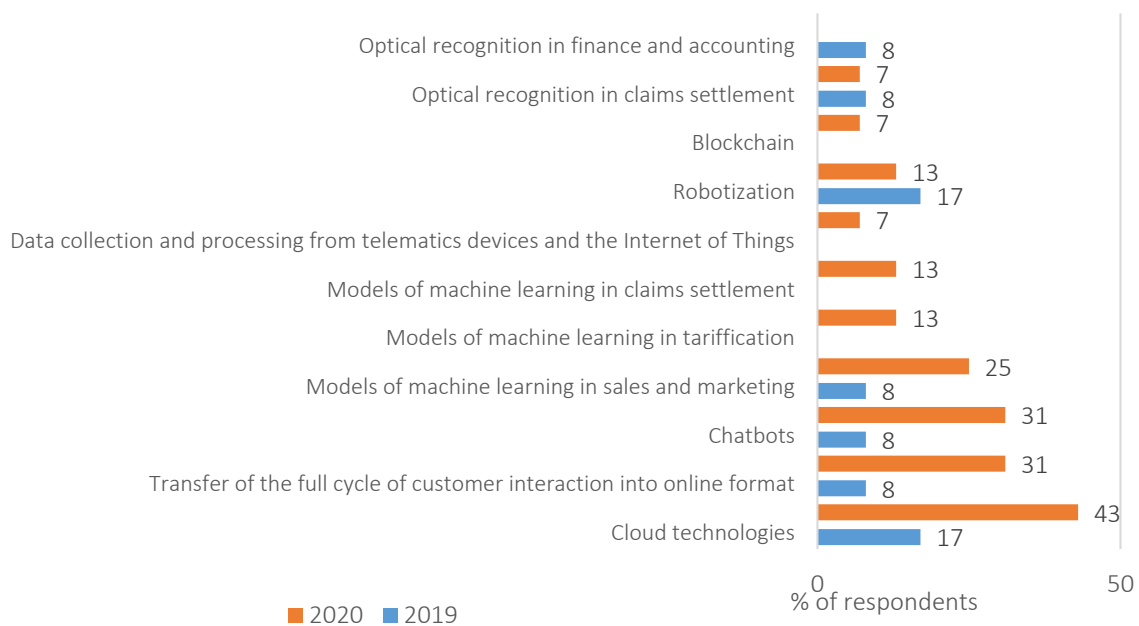 Optical recognition in finance and accounting
8
7
Optical recognition in claims settlement
8
7
Blockchain
13
Robotization
17
7
Data collection and processing from telematics devices and the Internet of Things
13
Models of machine learning in claims settlement
13
Models of machine learning in tariffication
25
Models of machine learning in sales and marketing
8
31
Chatbots
8
31
Transfer of the full cycle of customer interaction into online format
8
43
Cloud technologies
17
0
50
% of respondents
2020
2019